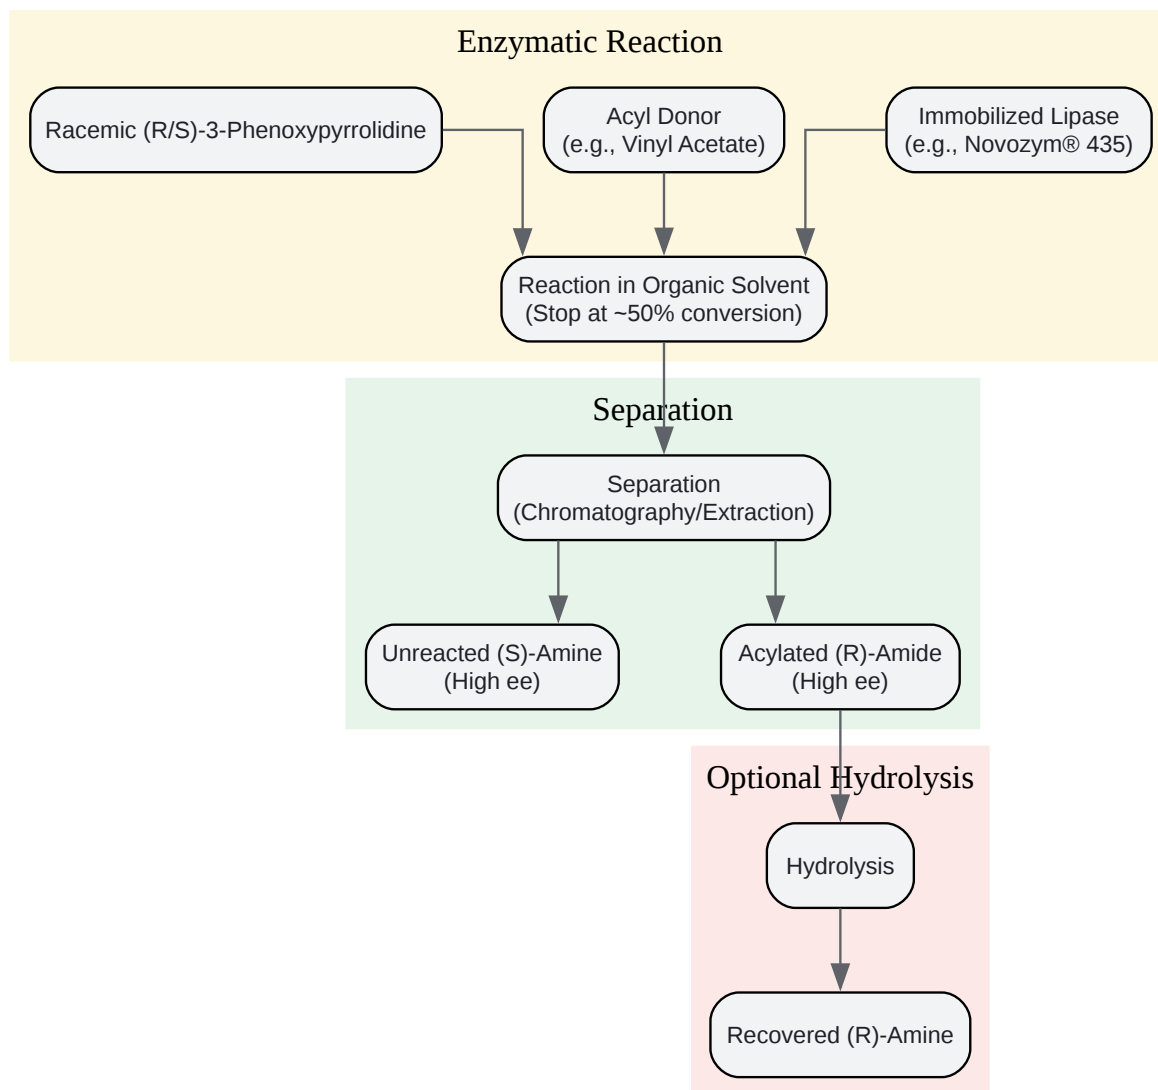 Enzymatic Reaction
Racemic (R/S)-3-Phenoxypyrrolidine
Acyl Donor
(e.g., Vinyl Acetate)
Immobilized Lipase
(e.g., Novozym® 435)
Reaction in Organic Solvent
(Stop at ~50% conversion)
Separation
Separation
(Chromatography/Extraction)
Unreacted (S)-Amine
(High ee)
Acylated (R)-Amide
(High ee)
Optional Hydrolysis
Hydrolysis
Recovered (R)-Amine